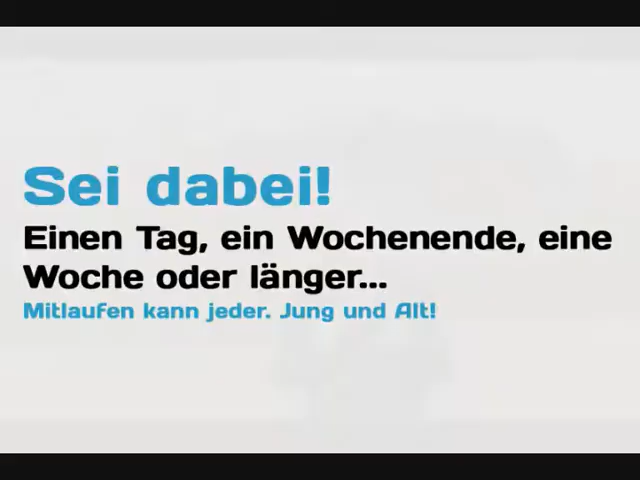 Sei dabei!
Einen Tag, ein Wochenende, eine
Woche oder länger...
Mitlaufen kann jeder. Jung und Alt!